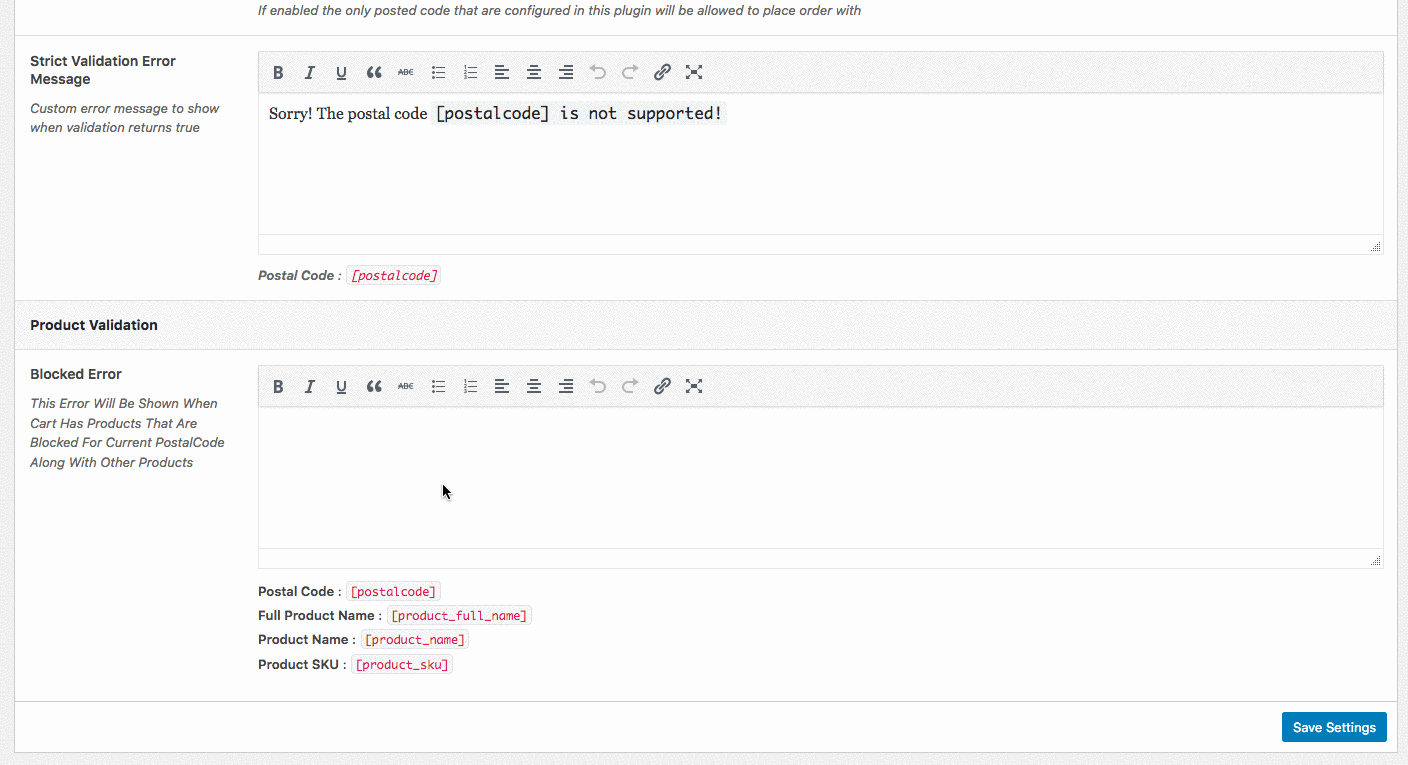 If enabled the only posted code that are configured in this plugin will be allowed to place order with
Strict Validation Error
Message
Custom error message to show
when validation returns true
B I U ABC
Sorry! The postal code [postalcode] is not supported!
Postal Code : [postalcode]
Product Validation
Blocked Error
This Error Will Be Shown When
Cart Has Products That Are
Blocked For Current PostalCode
Along With Other Products
B I U ABC
Postal Code : [postalcode]
Full Product Name : [product_full_name]
Product Name : [product_name]
Product SKU : [product_sku]
Save Settings